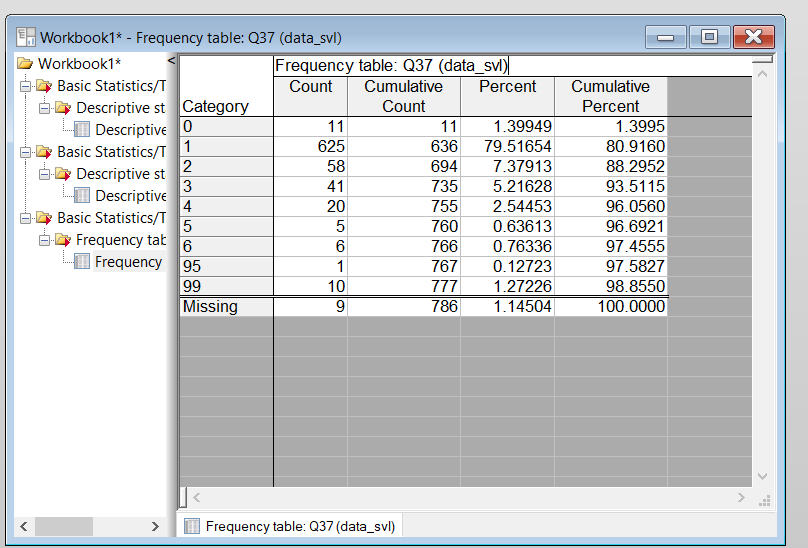 Workbook1* - Frequency table: Q37 (data_svl)
Workbook1*
Basic Statistics/T
Descriptive st
Descriptive
Basic Statistics/T
Descriptive st
Descriptive
Basic Statistics/T
Frequency tab
Frequency
Frequency table: Q37 (data_svl)
Category Count Cumulative Count Percent Cumulative Percent
0 11 11 1.39949 1.3995
1 625 636 79.51654 80.9160
2 58 694 7.37913 88.2952
3 41 735 5.21628 93.5115
4 20 755 2.54453 96.0560
5 5 760 0.63613 96.6921
6 6 766 0.76336 97.4555
95 1 767 0.12723 97.5827
99 10 777 1.27226 98.8550
Missing 9 786 1.14504 100.0000
Frequency table: Q37 (data_svl)